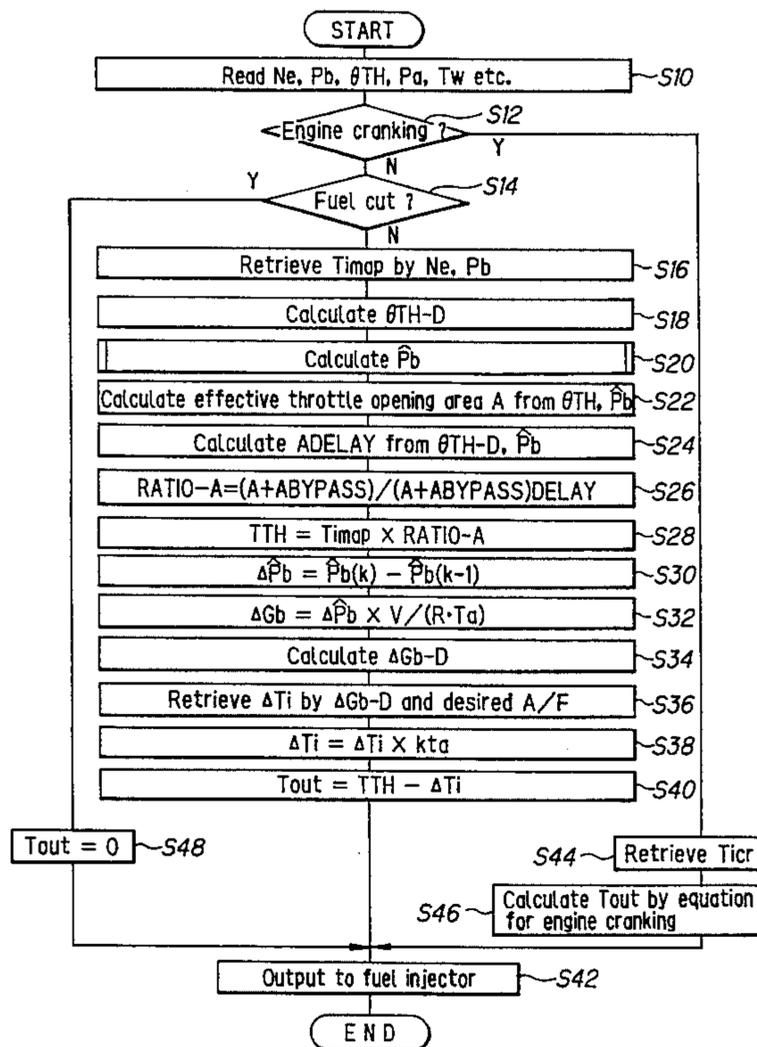 START
Read Ne, Pb, θTH, Pa, Tw etc.
S10
S12
Engine cranking ?
Y
N
Y
S14
Fuel cut ?
N
Retrieve Timap by Ne, Pb
S16
Calculate θTH-D
S18
Calculate P̂b
S20
Calculate effective throttle opening area A from θTH, P̂b
S22
Calculate ADELAY from θTH-D, P̂b
S24
RATIO-A=(A+ABYPASS)/(A+ABYPASS)DELAY
S26
TTH = Timap × RATIO-A
S28
ΔP̂b = P̂b(k) - P̂b(k-1)
S30
ΔGb = ΔP̂b × V/(R·Ta)
S32
Calculate ΔGb-D
S34
Retrieve ΔTi by ΔGb-D and desired A/F
S36
ΔTi = ΔTi × kta
S38
Tout = TTH - ΔTi
S40
Tout = 0
S48
S44
Retrieve Ticr
S46
Calculate Tout by equation
for engine cranking
Output to fuel injector
S42
END